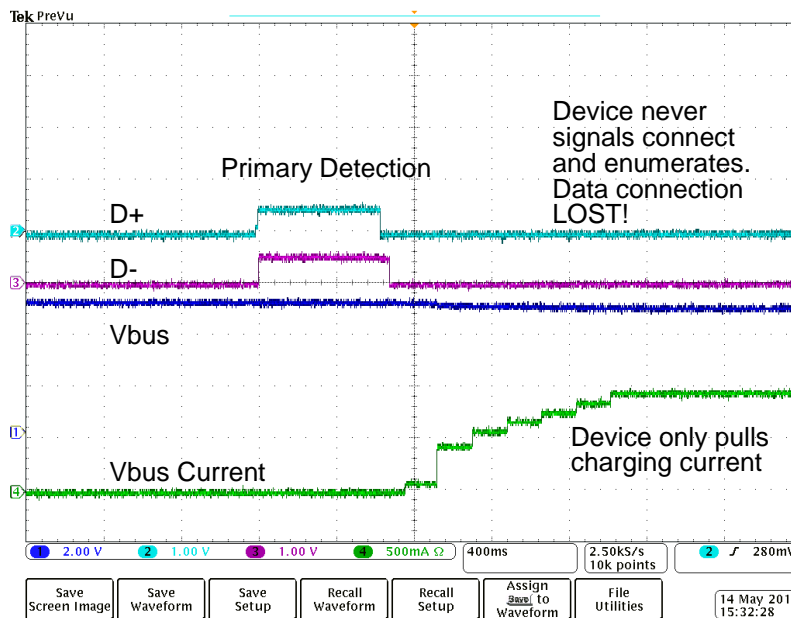 Tek PreVu
Device never
signals connect
and enumerates.
Data connection
LOST!
Primary Detection
D+
2
D-
3
Vbus
1
Device only pulls
charging current
Vbus Current
4
1 2.00 V 2 1.00 V 3 1.00 V 4 500mA Ω 400ms 2.50kS/s 2 280mV
10k points
Save Screen Image
Save Waveform
Save Setup
Recall Waveform
Recall Setup
Assign Save to Waveform
File Utilities
14 May 201
15:32:28